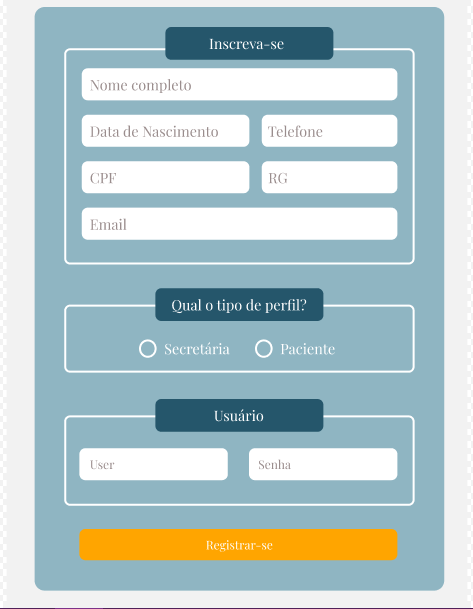 Inscreva-se
Nome completo
Data de Nascimento Telefone
CPF RG
Email
Qual o tipo de perfil?
Secretária Paciente
Usuário
User Senha
Registrar-se